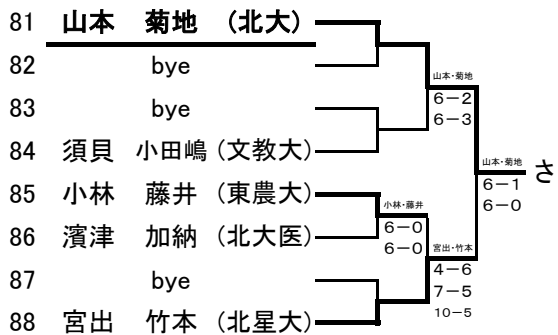 81 山本 菊地 (北大)
82 bye
山本・菊地
6-2
6-3
83 bye
84 須貝 小田嶋 (文教大)
山本・菊地
6-1
6-0
さ
85 小林 藤井 (東農大)
小林・藤井
6-0
6-0
86 濱津 加納 (北大医)
宮出・竹本
4-6
7-5
10-5
87 bye
88 宮出 竹本 (北星大)